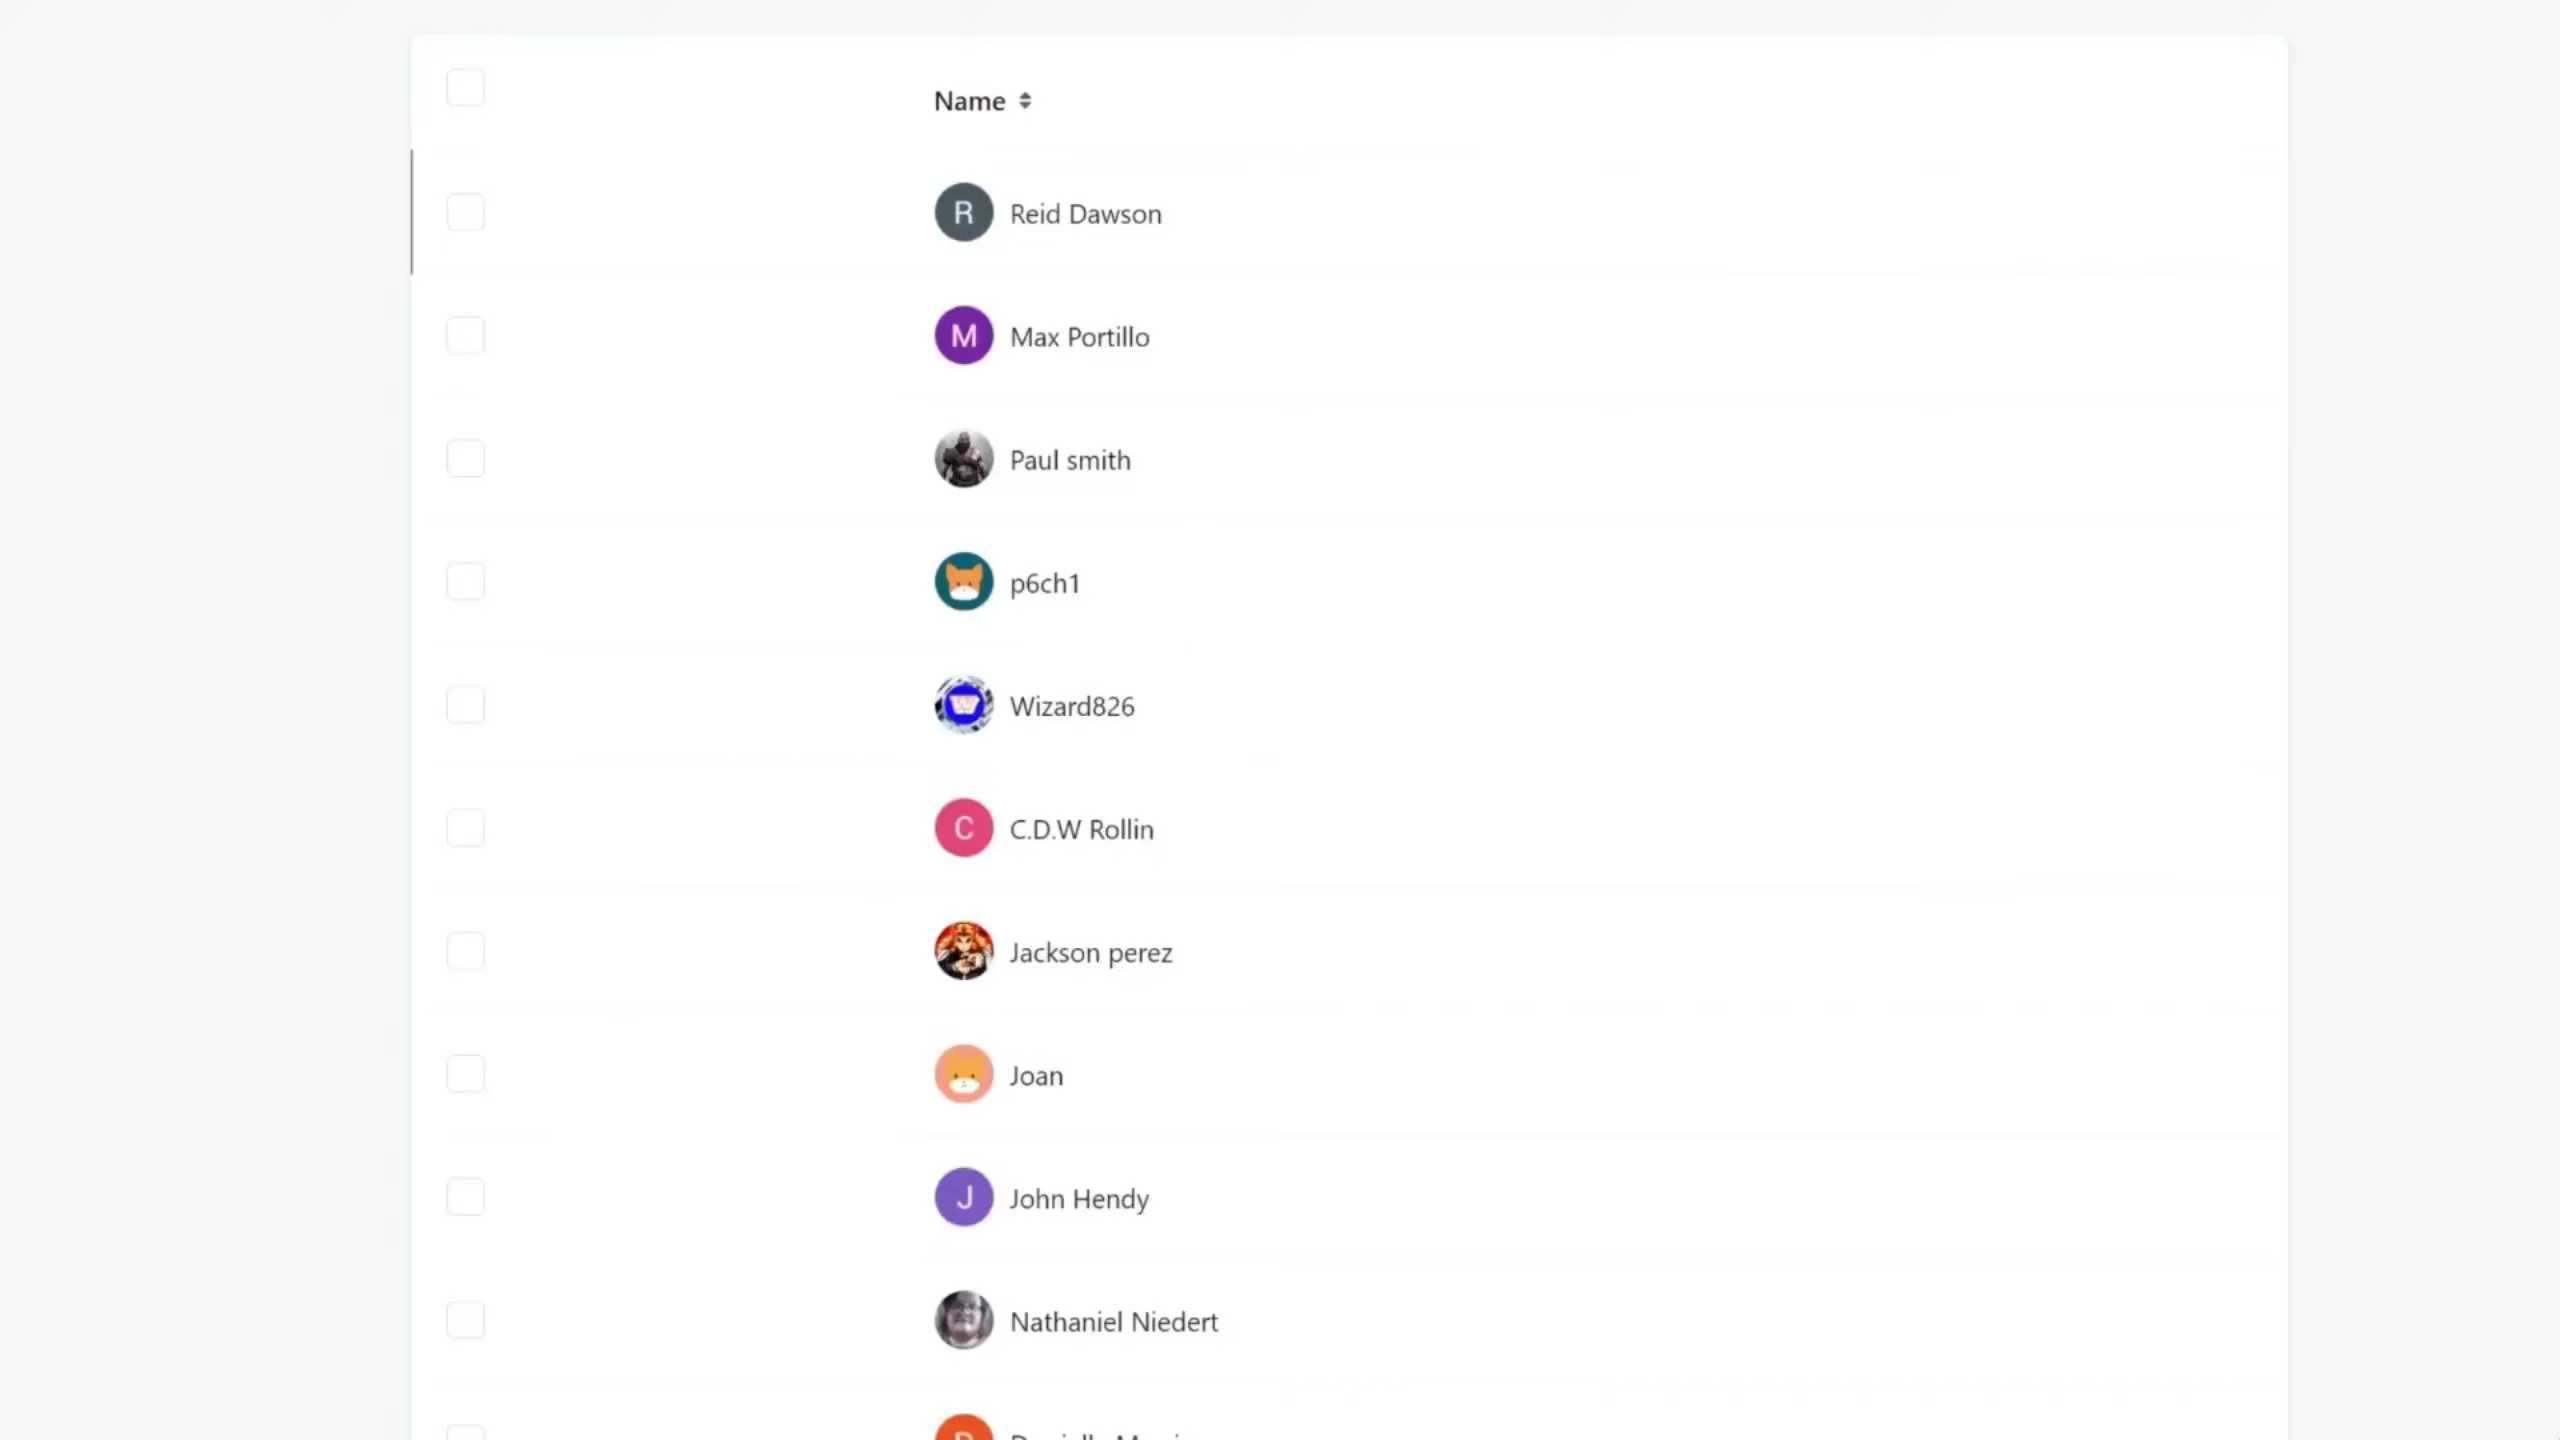 Name
R Reid Dawson
M Max Portillo
Paul smith
p6ch1
W Wizard826
C C.D.W Rollin
Jackson perez
Joan
J John Hendy
Nathaniel Niedert